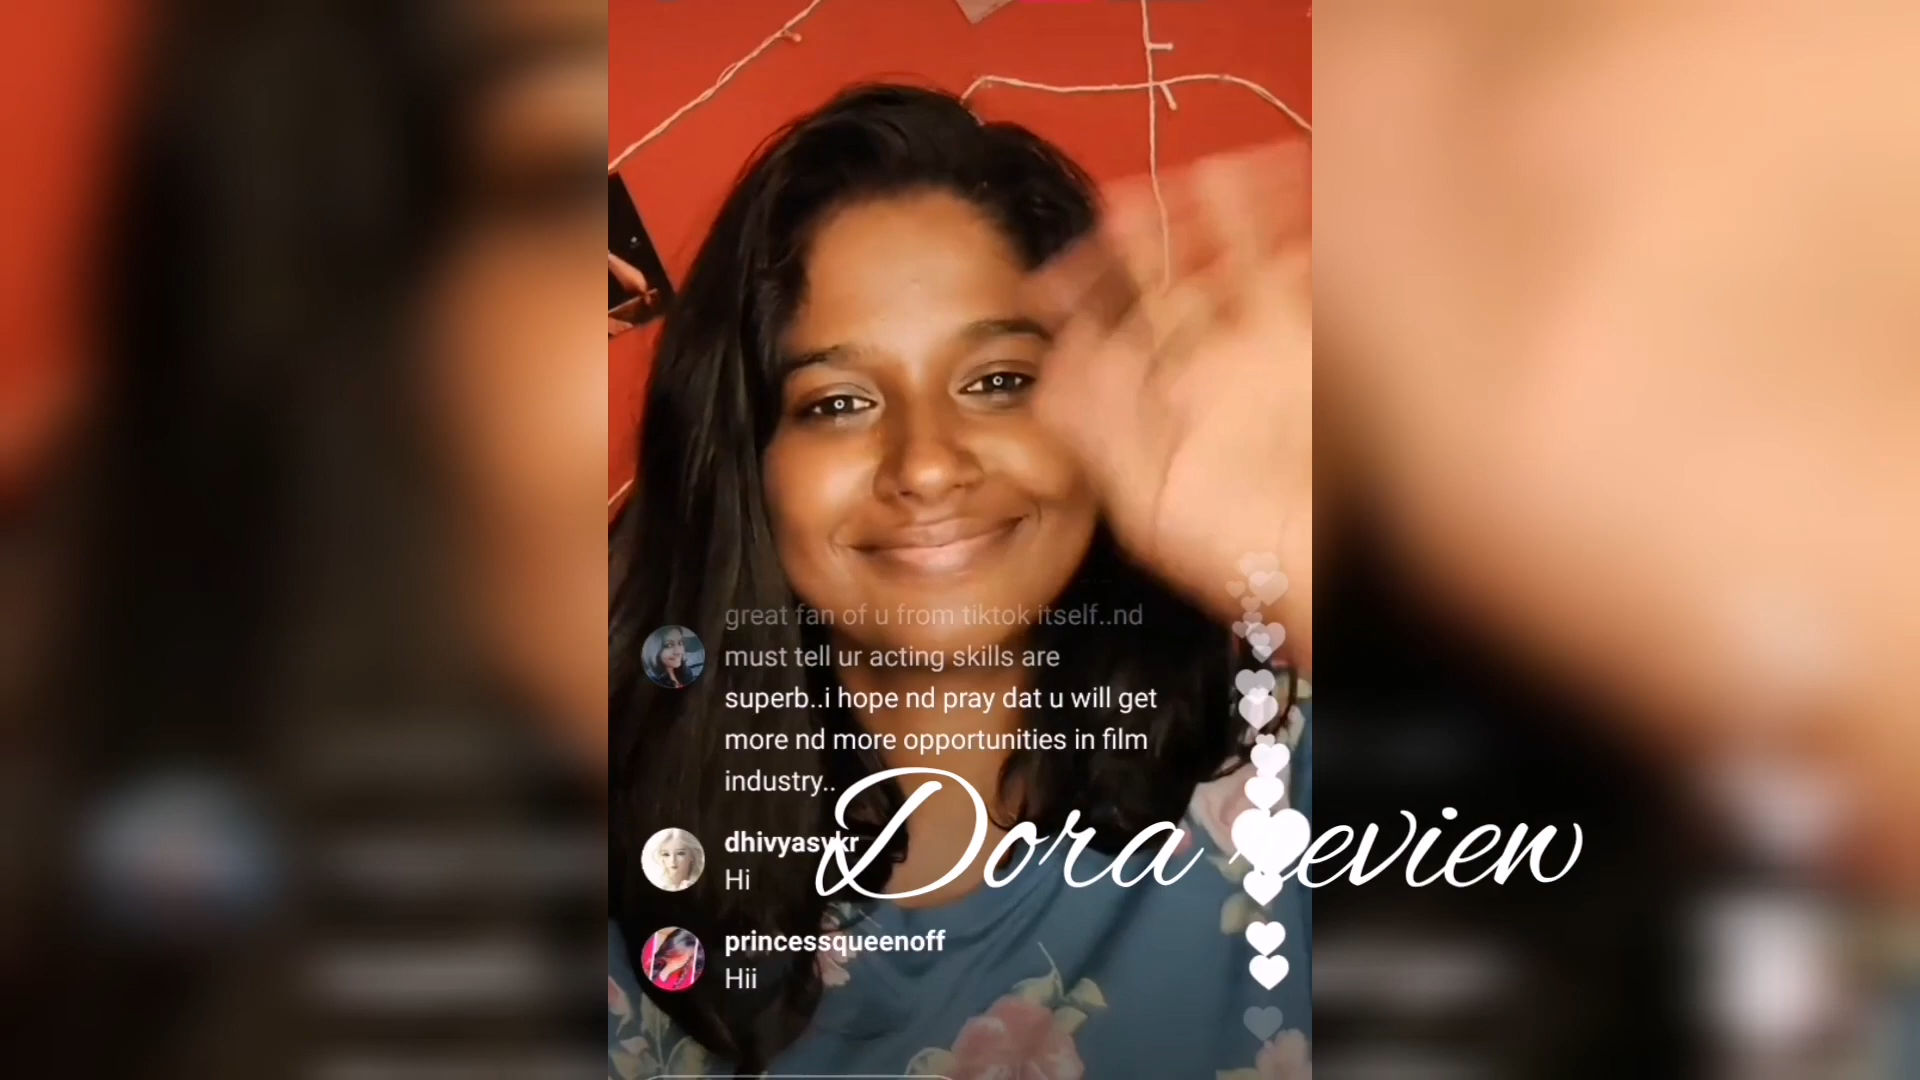 great fan of u from tiktok itself..nd
must tell ur acting skills are
superb..i hope nd pray dat u will get
more nd more opportunities in film
industry..
Hi
Dora review
princessqueenoff
Hii